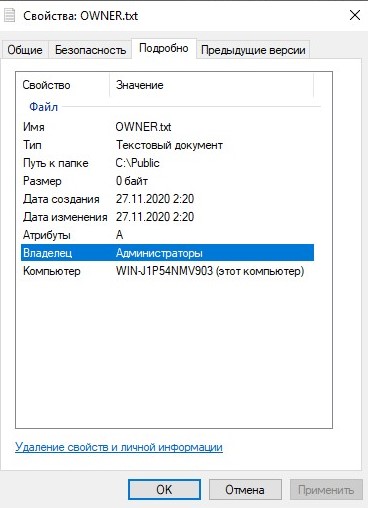 Свойства: OWNER.txt
Общие Безопасность Подробно Предыдущие версии
Свойство Значение
Файл
Имя OWNER.txt
Тип Текстовый документ
Путь к папке C:\Public
Размер 0 байт
Дата создания 27.11.2020 2:20
Дата изменения 27.11.2020 2:20
Атрибуты A
Владелец Администраторы
Компьютер WIN-J1P54NMV903 (этот компьютер)
Удаление свойств и личной информации
OK Отмена Применить